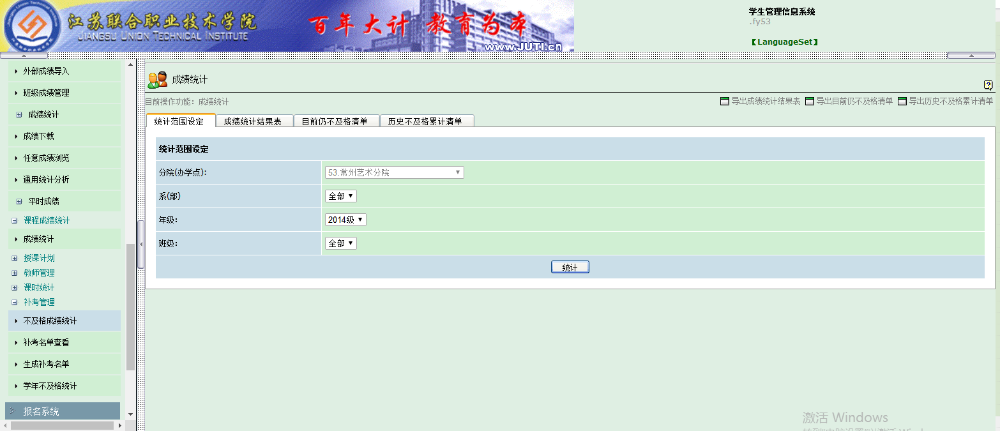 江苏联合职业技术学院
JIANGSU UNION TECHNICAL INSTITUTE
百年大计 教育为本
www.JUTI.cn
学生管理信息系统
.fy53
【LanguageSet】
外部成绩导入
班级成绩管理
成绩统计
成绩下载
任意成绩浏览
通用统计分析
平时成绩
课程成绩统计
成绩统计
授课计划
教师管理
课时统计
补考管理
不及格成绩统计
补考名单查看
生成补考名单
学年不及格统计
报名系统
成绩统计
目前操作功能：成绩统计
导出成绩统计结果表 导出目前仍不及格清单 导出历史不及格累计清单
统计范围设定 成绩统计结果表 目前仍不及格清单 历史不及格累计清单
统计范围设定
分院(办学点)： 53.常州艺术分院
系(部) 全部
年级： 2014级
班级： 全部
统计
激活 Windows